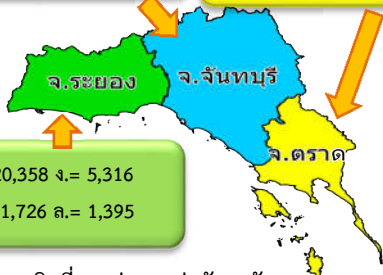 จ.ระยอง
จ.จันทบุรี
จ.ตราด
0,358 ง.= 5,316
1,726 ล.= 1,395